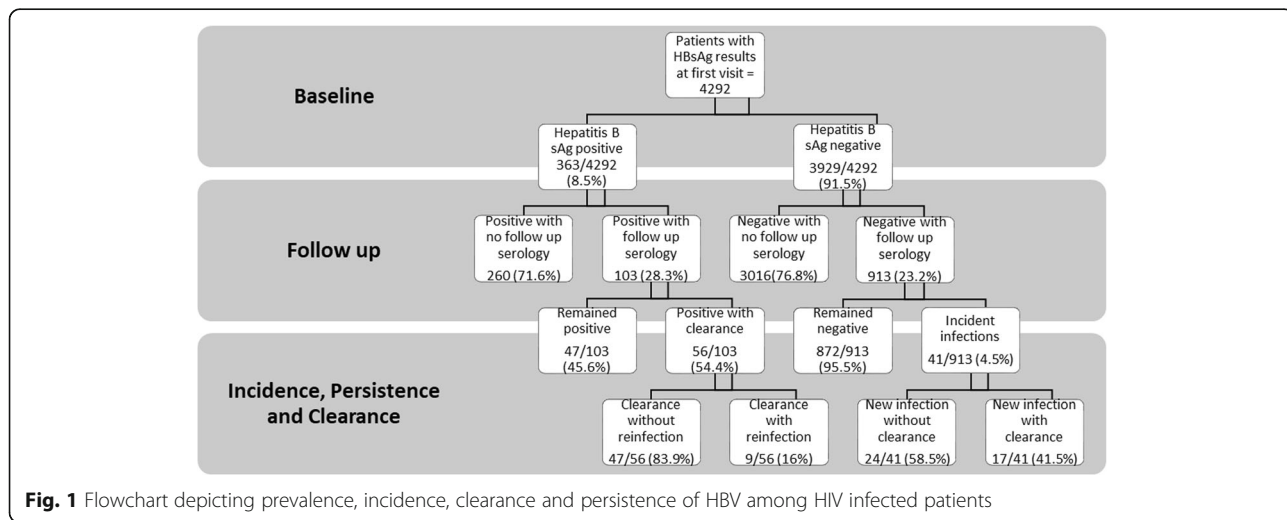 Baseline
Patients with
HBsAg results
at first visit =
4292
Hepatitis B
sAg positive
363/4292
(8.5%)
Hepatitis B
sAg negative
3929/4292
(91.5%)
Follow up
Positive with
no follow up
serology
260 (71.6%)
Positive with
follow up
serology
103 (28.3%)
Negative with
no follow up
serology
3016(76.8%)
Negative with
follow up
serology
913 (23.2%)
Incidence, Persistence
and Clearance
Remained
positive
47/103
(45.6%)
Positive with
clearance
56/103
(54.4%)
Remained
negative
872/913
(95.5%)
Incident
infections
41/913 (4.5%)
Clearance
without
reinfection
47/56 (83.9%)
Clearance
with
reinfection
9/56 (16%)
New infection
without
clearance
24/41 (58.5%)
New infection
with
clearance
17/41 (41.5%)
Fig. 1 Flowchart depicting prevalence, incidence, clearance and persistence of HBV among HIV infected patients